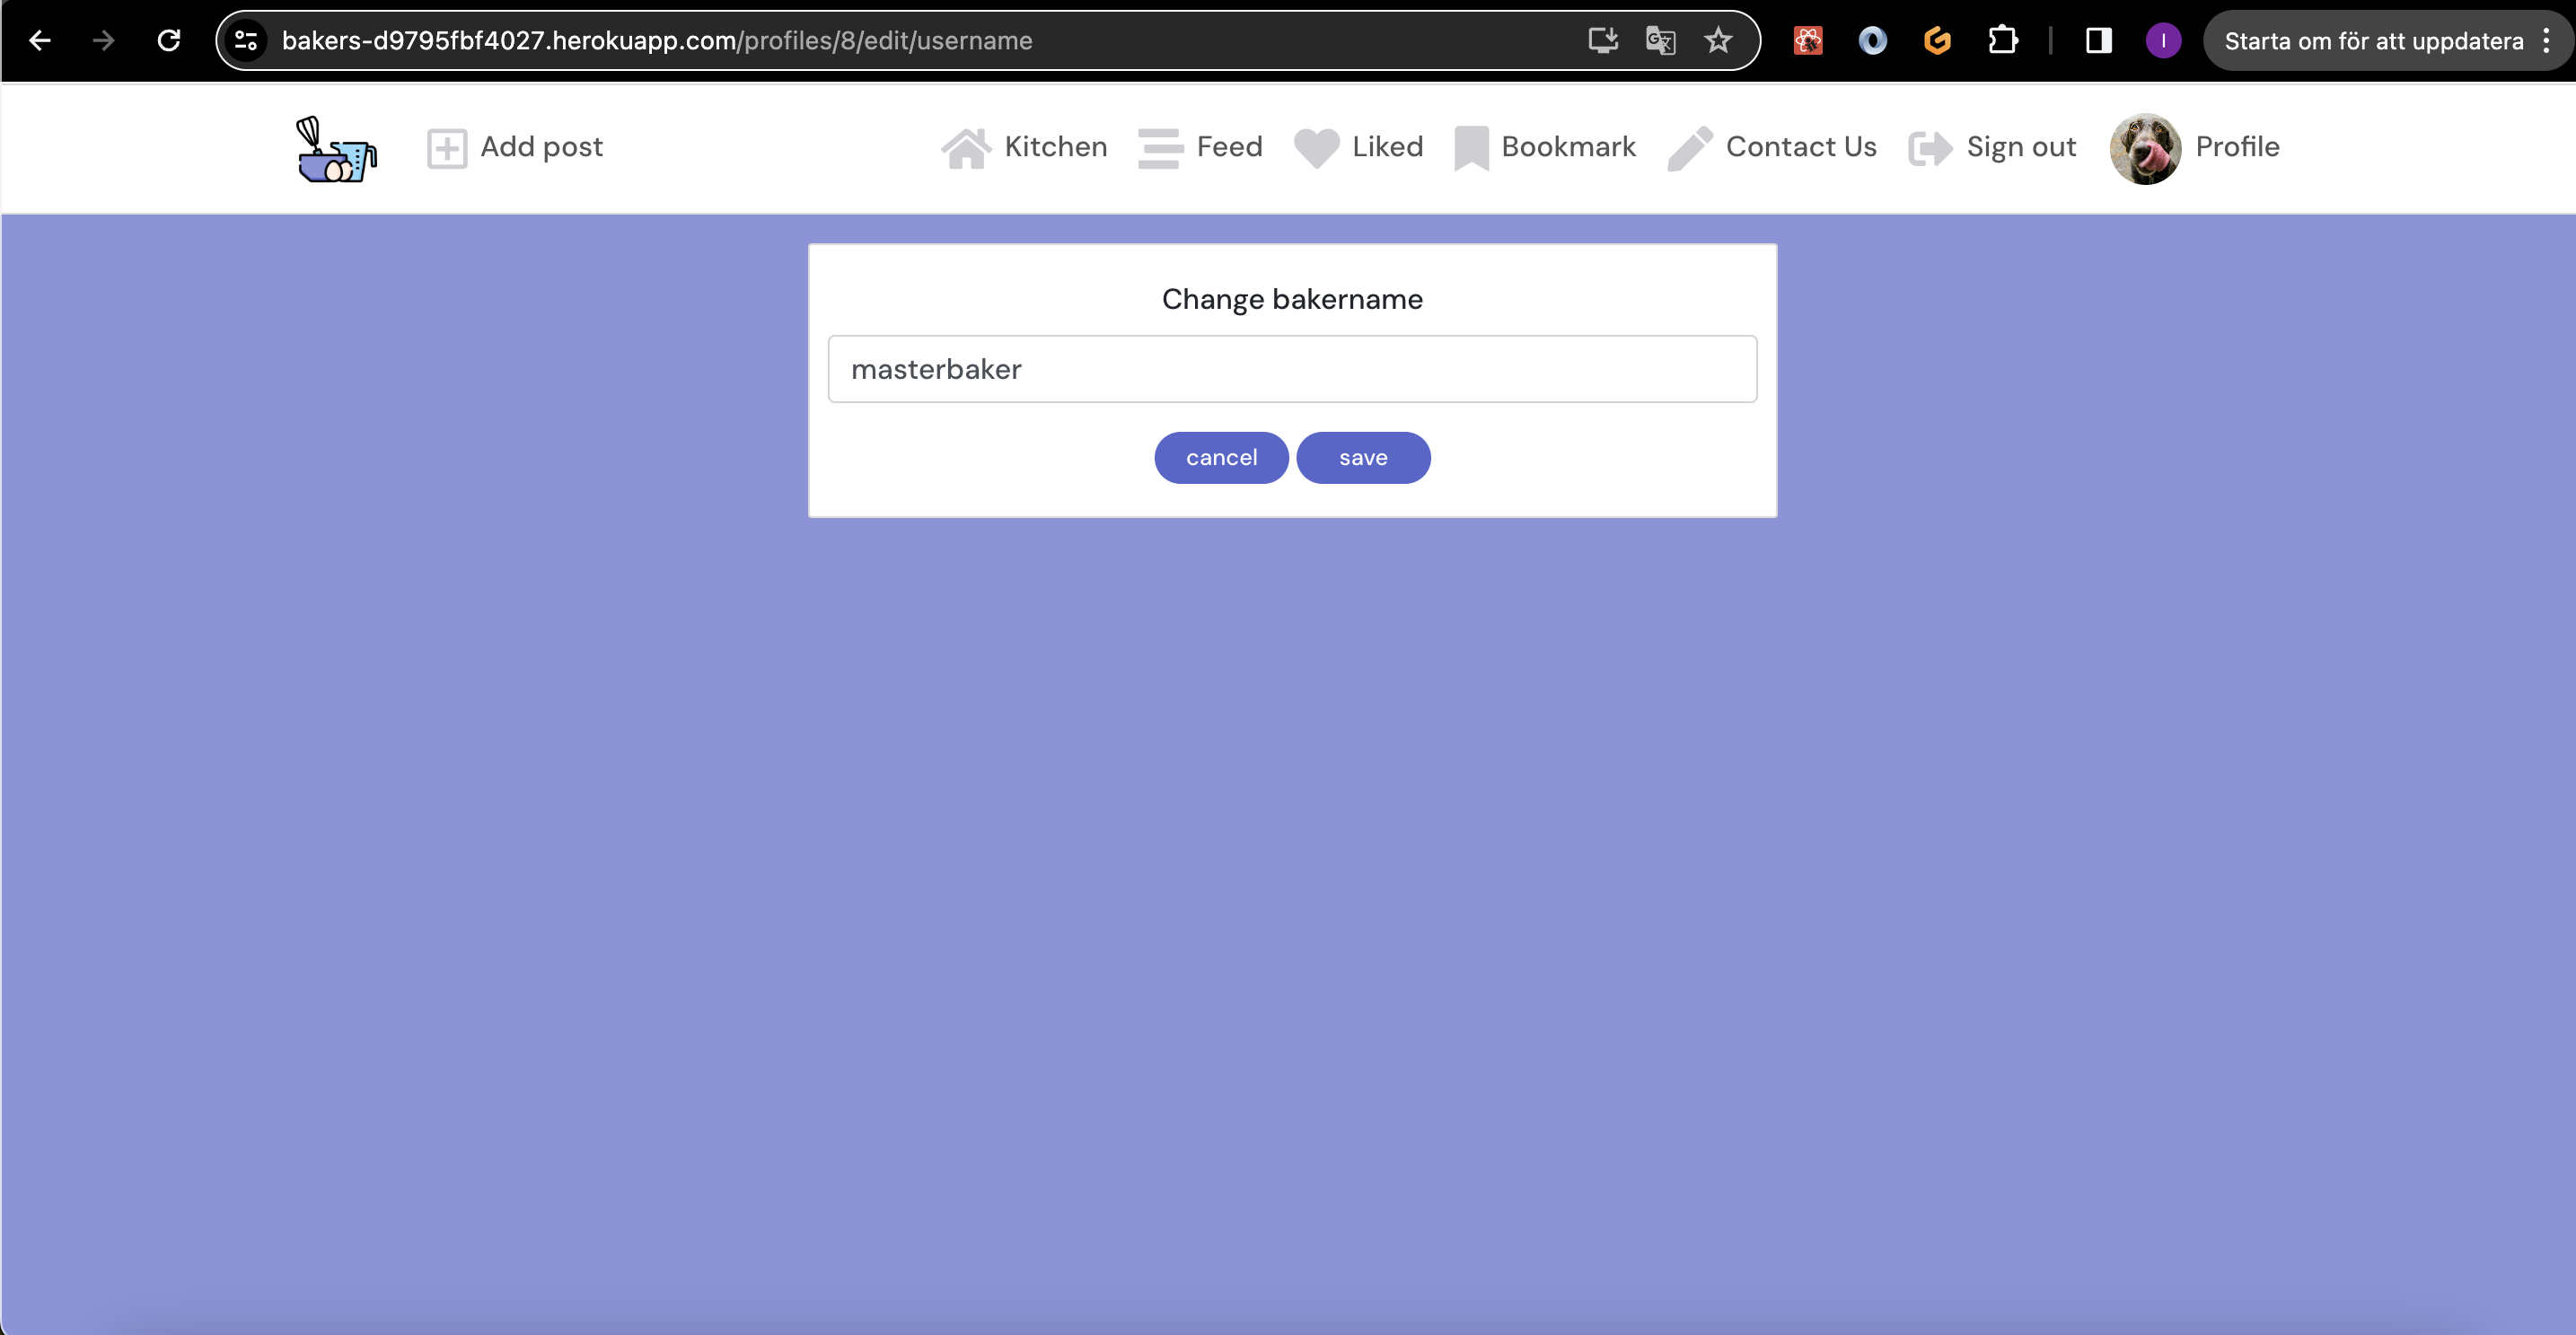 bakers-d9795fbf4027.herokuapp.com/profiles/8/edit/username
I
Starta om för att uppdatera
Add post
Kitchen
Feed
Liked
Bookmark
Contact Us
Sign out
Profile
Change bakername
masterbaker
cancel
save